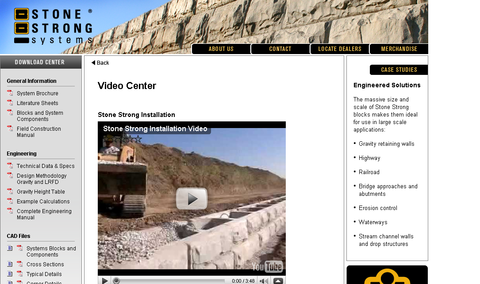 STONE®
STRONG
systems
ABOUT US
CONTACT
LOCATE DEALERS
MERCHANDISE
DOWNLOAD CENTER
General Information
System Brochure
Literature Sheets
Blocks and System
Components
Field Construction
Manual
Engineering
Technical Data & Specs
Design Methodology
Gravity and LRFD
Gravity Height Table
Example Calculations
Complete Engineering
Manual
CAD Files
Systems Blocks and
Components
Cross Sections
Typical Details
Back
Video Center
Stone Strong Installation
Stone Strong Installation Video
YouTube
0:00 / 3:48
CASE STUDIES
Engineered Solutions
The massive size
and scale of Stone Strong
blocks makes them ideal
for use in large scale
applications:
• Gravity retaining walls
• Highway
• Railroad
• Bridge approaches and
abutments
• Erosion control
• Waterways
• Stream channel walls
and drop structures